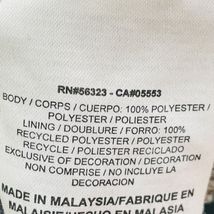 RN#56323 - CA#05553
BODY / CORPS / CUERPO: 100% POLYESTER /
POLYESTER / POLIESTER
LINING / DOUBLURE / FORRO: 100%
RECYCLED POLYESTER / POLYESTER
RECYCLE / POLIESTER RECICLADO
EXCLUSIVE OF DECORATION / DECORATION
NON COMPRISE / NO INCLUYE LA
DECORACION
MADE IN MALAYSIA/FABRIQUE EN
MALAISIE/HECHO EN MALASIA